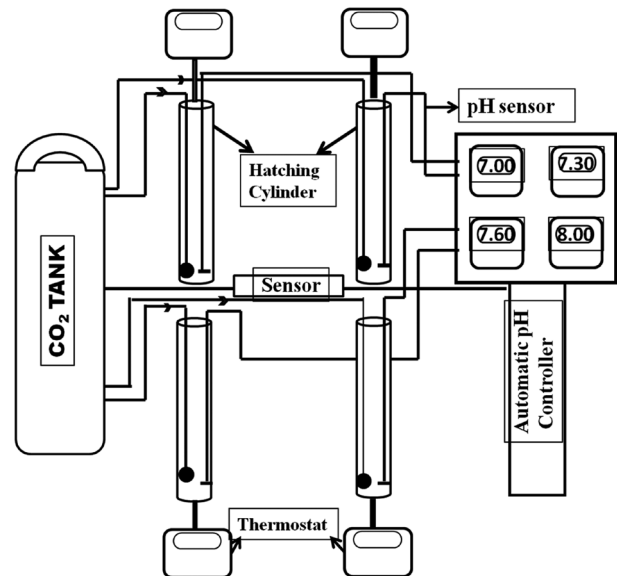 pH sensor
Hatching
Cylinder
7.00
7.30
7.60
8.00
Sensor
CO₂ TANK
Automatic pH
Controller
Thermostat